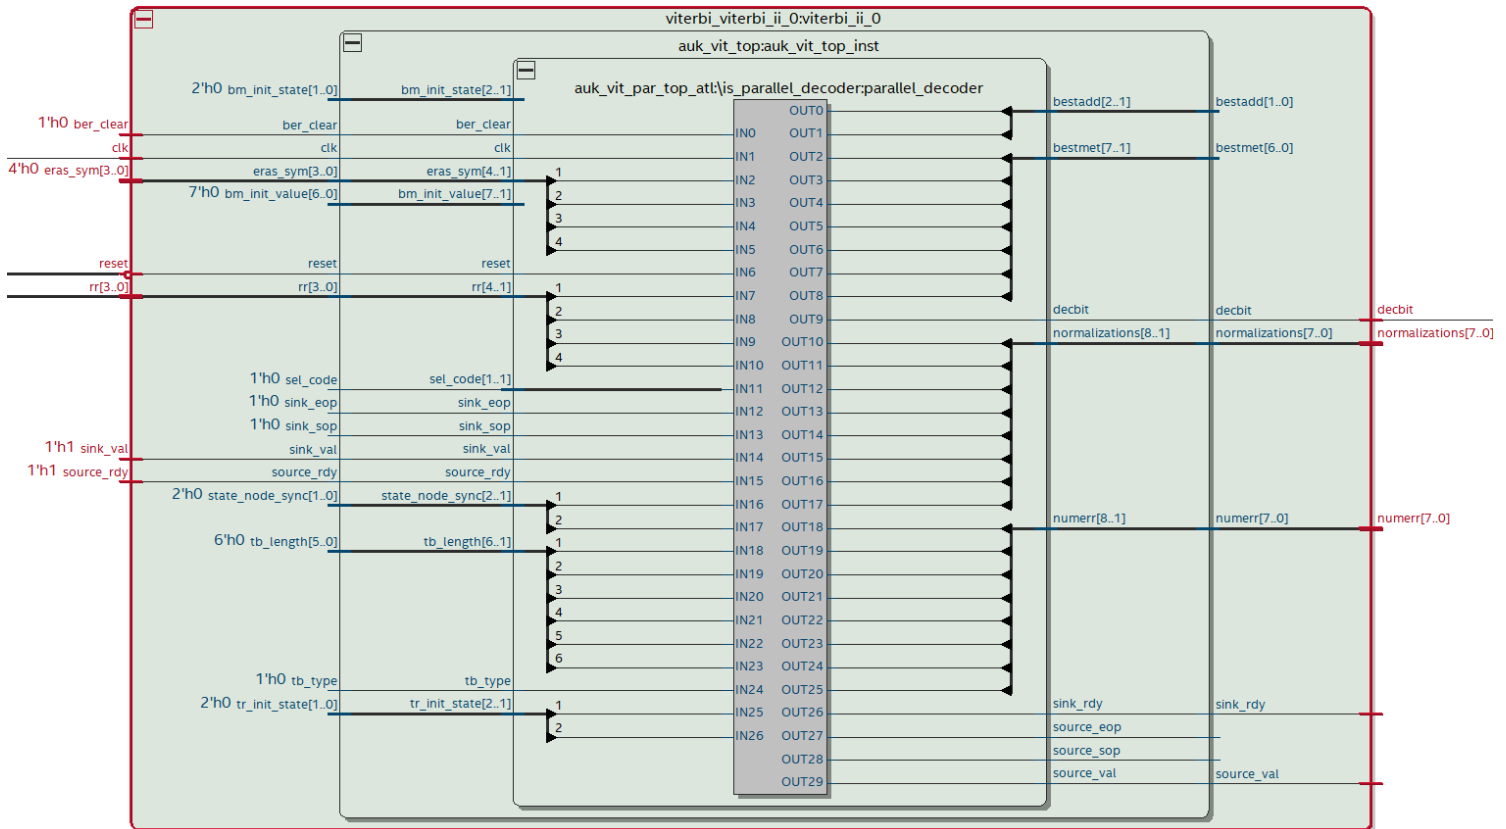 viterbi_viterbi_ii_0:viterbi_ii_0
auk_vit_top:auk_vit_top_inst
auk_vit_par_top_atl:\is_parallel_decoder:parallel_decoder
2'h0 bm_init_state[1..0] bm_init_state[2..1]
OUT0 bestadd[2..1] bestadd[1..0]
1'h0 ber_clear ber_clear ber_clear IN0 OUT1
clk clk clk IN1 OUT2 bestmet[7..1] bestmet[6..0]
4'h0 eras_sym[3..0] eras_sym[3..0] eras_sym[4..1] 1 IN2 OUT3
7'h0 bm_init_value[6..0] bm_init_value[7..1] 2 IN3 OUT4
3 IN4 OUT5
4 IN5 OUT6
reset reset reset IN6 OUT7
rr[3..0] rr[3..0] rr[4..1] 1 IN7 OUT8
2 IN8 OUT9 decbit decbit decbit
3 IN9 OUT10 normalizations[8..1] normalizations[7..0] normalizations[7..0]
4 IN10 OUT11
1'h0 sel_code sel_code[1..1] IN11 OUT12
1'h0 sink_eop sink_eop IN12 OUT13
1'h0 sink_sop sink_sop IN13 OUT14
1'h1 sink_val sink_val sink_val IN14 OUT15
1'h1 source_rdy source_rdy source_rdy IN15 OUT16
2'h0 state_node_sync[1..0] state_node_sync[2..1] 1 IN16 OUT17
2 IN17 OUT18 numerr[8..1] numerr[7..0] numerr[7..0]
6'h0 tb_length[5..0] tb_length[6..1] 1 IN18 OUT19
2 IN19 OUT20
3 IN20 OUT21
4 IN21 OUT22
5 IN22 OUT23
6 IN23 OUT24
1'h0 tb_type tb_type IN24 OUT25
2'h0 tr_init_state[1..0] tr_init_state[2..1] 1 IN25 OUT26 sink_rdy sink_rdy
2 IN26 OUT27 source_eop
OUT28 source_sop
OUT29 source_val source_val